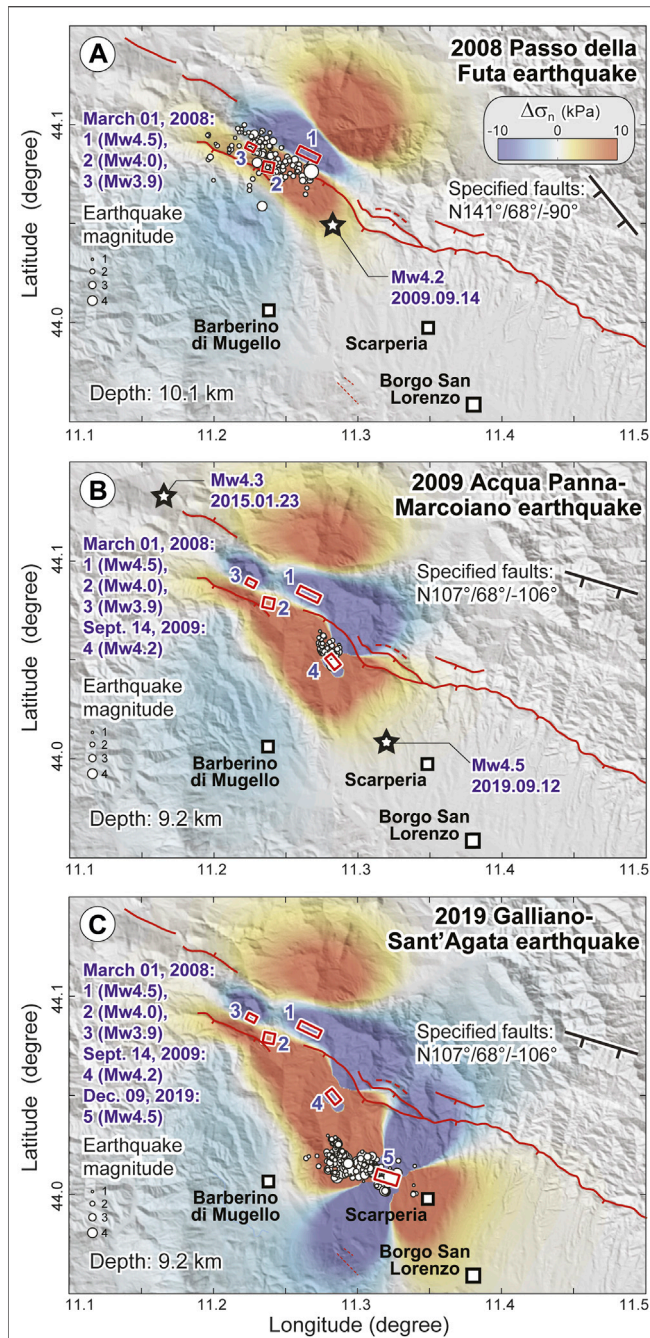 A
2008 Passo della
Futa earthquake
Δσn (kPa)
-10 0 10
March 01, 2008:
1 (Mw4.5),
2 (Mw4.0),
3 (Mw3.9)
Earthquake
magnitude
1
2
3
4
1
3
2
Specified faults:
N141°/68°/-90°
Mw4.2
2009.09.14
Barberino
di Mugello
Scarperia
Borgo San
Lorenzo
Depth: 10.1 km
Latitude (degree)
44.1
44.0
11.1 11.2 11.3 11.4 11.5
B
Mw4.3
2015.01.23
2009 Acqua Panna-
Marcoiano earthquake
March 01, 2008:
1 (Mw4.5),
2 (Mw4.0),
3 (Mw3.9)
Sept. 14, 2009:
4 (Mw4.2)
Earthquake
magnitude
1
2
3
4
3
1
2
4
Specified faults:
N107°/68°/-106°
Barberino
di Mugello
Scarperia
Mw4.5
2019.09.12
Borgo San
Lorenzo
Depth: 9.2 km
Latitude (degree)
44.1
44.0
11.1 11.2 11.3 11.4 11.5
C
2019 Galliano-
Sant'Agata earthquake
March 01, 2008:
1 (Mw4.5),
2 (Mw4.0),
3 (Mw3.9)
Sept. 14, 2009:
4 (Mw4.2)
Dec. 09, 2019:
5 (Mw4.5)
Earthquake
magnitude
1
2
3
4
3
1
2
4
5
Specified faults:
N107°/68°/-106°
Barberino
di Mugello
Scarperia
Borgo San
Lorenzo
Depth: 9.2 km
Latitude (degree)
44.1
44.0
11.1 11.2 11.3 11.4 11.5
Longitude (degree)